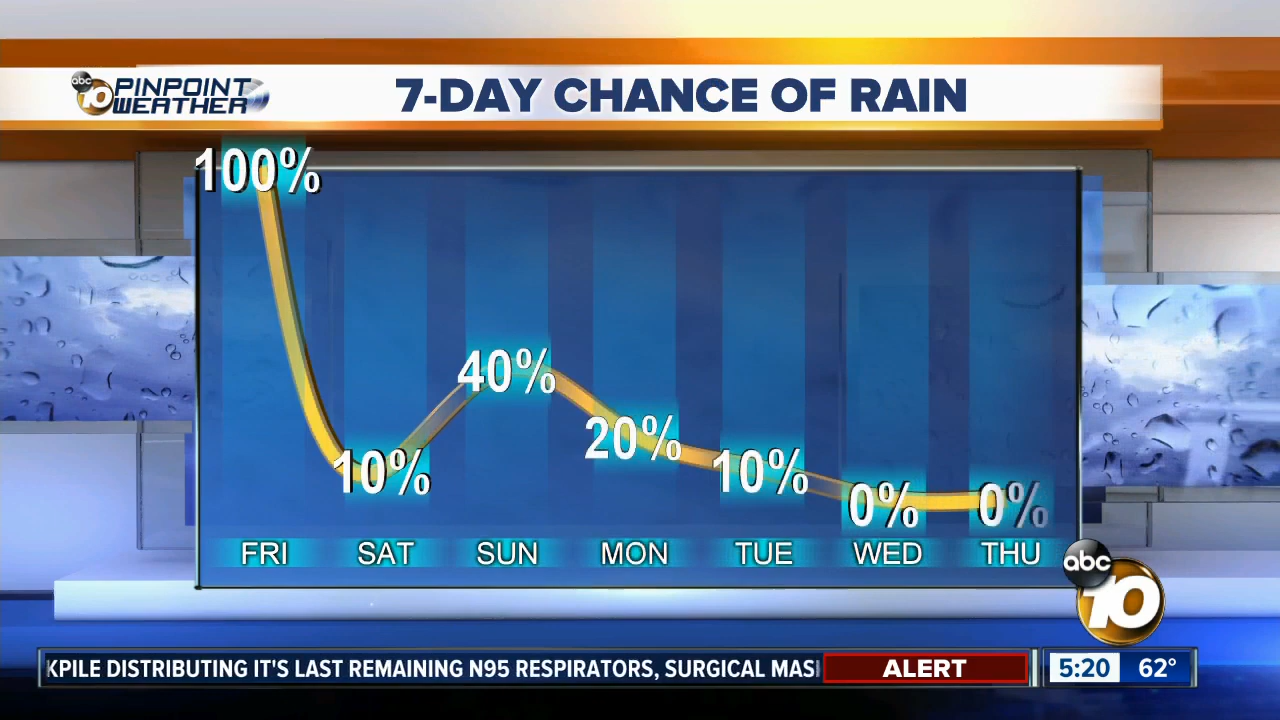 abc
10
PINPOINT
WEATHER
7-DAY CHANCE OF RAIN
100%
10%
40%
20%
10%
0%
0%
FRI SAT SUN MON TUE WED THU
abc
10
KPILE DISTRIBUTING IT'S LAST REMAINING N95 RESPIRATORS, SURGICAL MAS
ALERT
5:20 62°